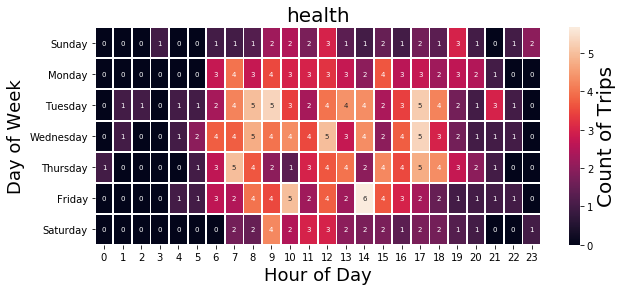 health
Sunday 0 0 0 1 0 0 1 1 1 2 2 2 3 1 1 2 1 2 1 3 1 0 1 2
Monday 0 0 0 0 0 0 3 4 3 4 3 3 3 3 2 4 3 3 2 3 2 1 0 0
Tuesday 0 1 1 0 1 1 2 4 5 5 3 2 4 4 4 2 3 5 4 2 1 3 1 0
Wednesday 0 1 0 0 1 2 4 4 5 4 4 4 5 3 4 2 4 5 3 2 1 1 1 0
Thursday 1 0 0 0 0 1 3 5 4 2 1 3 4 4 2 4 4 5 4 3 2 1 0 0
Friday 0 0 0 0 1 1 3 2 4 4 5 2 4 2 6 4 3 2 2 1 1 1 1 0
Saturday 0 0 0 0 0 0 0 2 2 4 2 3 3 2 2 2 1 2 2 1 1 0 0 1
0 1 2 3 4 5 6 7 8 9 10 11 12 13 14 15 16 17 18 19 20 21 22 23
Hour of Day
Day of Week
5
4
3
2
1
0
Count of Trips